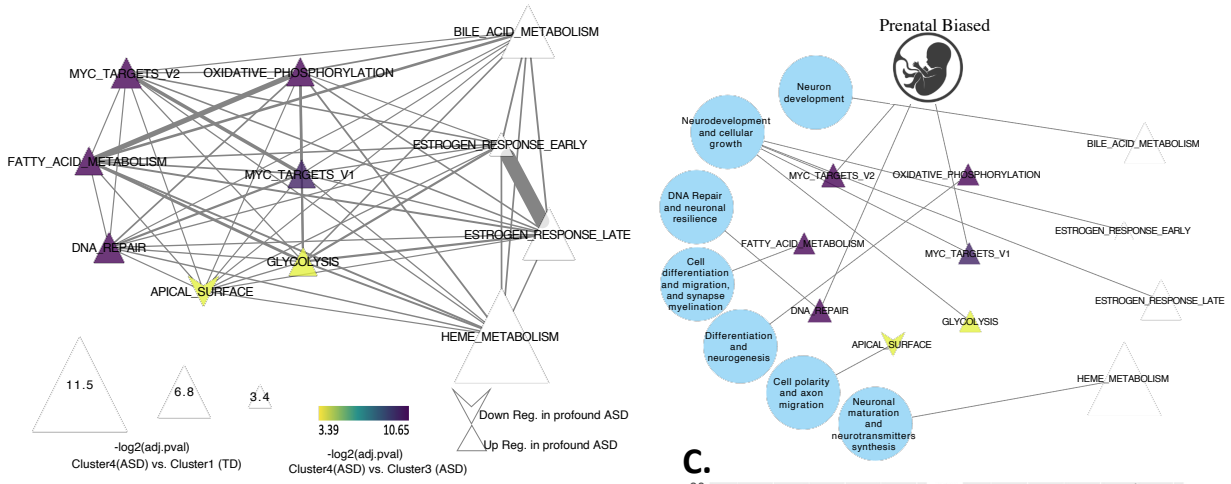 BILE_ACID_METABOLISM
MYC_TARGETS_V2
OXIDATIVE_PHOSPHORYLATION
ESTROGEN_RESPONSE_EARLY
FATTY_ACID_METABOLISM
MYC_TARGETS_V1
ESTROGEN_RESPONSE_LATE
DNA_REPAIR
GLYCOLYSIS
APICAL_SURFACE
HEME_METABOLISM
11.5
6.8
3.4
-log2(adj.pval)
Cluster4(ASD) vs. Cluster1 (TD)
3.39
10.65
-log2(adj.pval)
Cluster4(ASD) vs. Cluster3 (ASD)
Down Reg. in profound ASD
Up Reg. in profound ASD
Prenatal Biased
Neuron
development
Neurodevelopment
and cellular
growth
BILE_ACID_METABOLISM
MYC_TARGETS_V2
OXIDATIVE_PHOSPHORYLATION
DNA Repair
and neuronal
resilience
ESTROGEN_RESPONSE_EARLY
FATTY_ACID_METABOLISM
MYC_TARGETS_V1
Cell
differentiation
and migration,
and synapse
myelination
ESTROGEN_RESPONSE_LATE
DNA_REPAIR
GLYCOLYSIS
Differentiation
and
neurogenesis
APICAL_SURFACE
Cell polarity
and axon
migration
HEME_METABOLISM
Neuronal
maturation
and
neurotransmitters
synthesis
C.